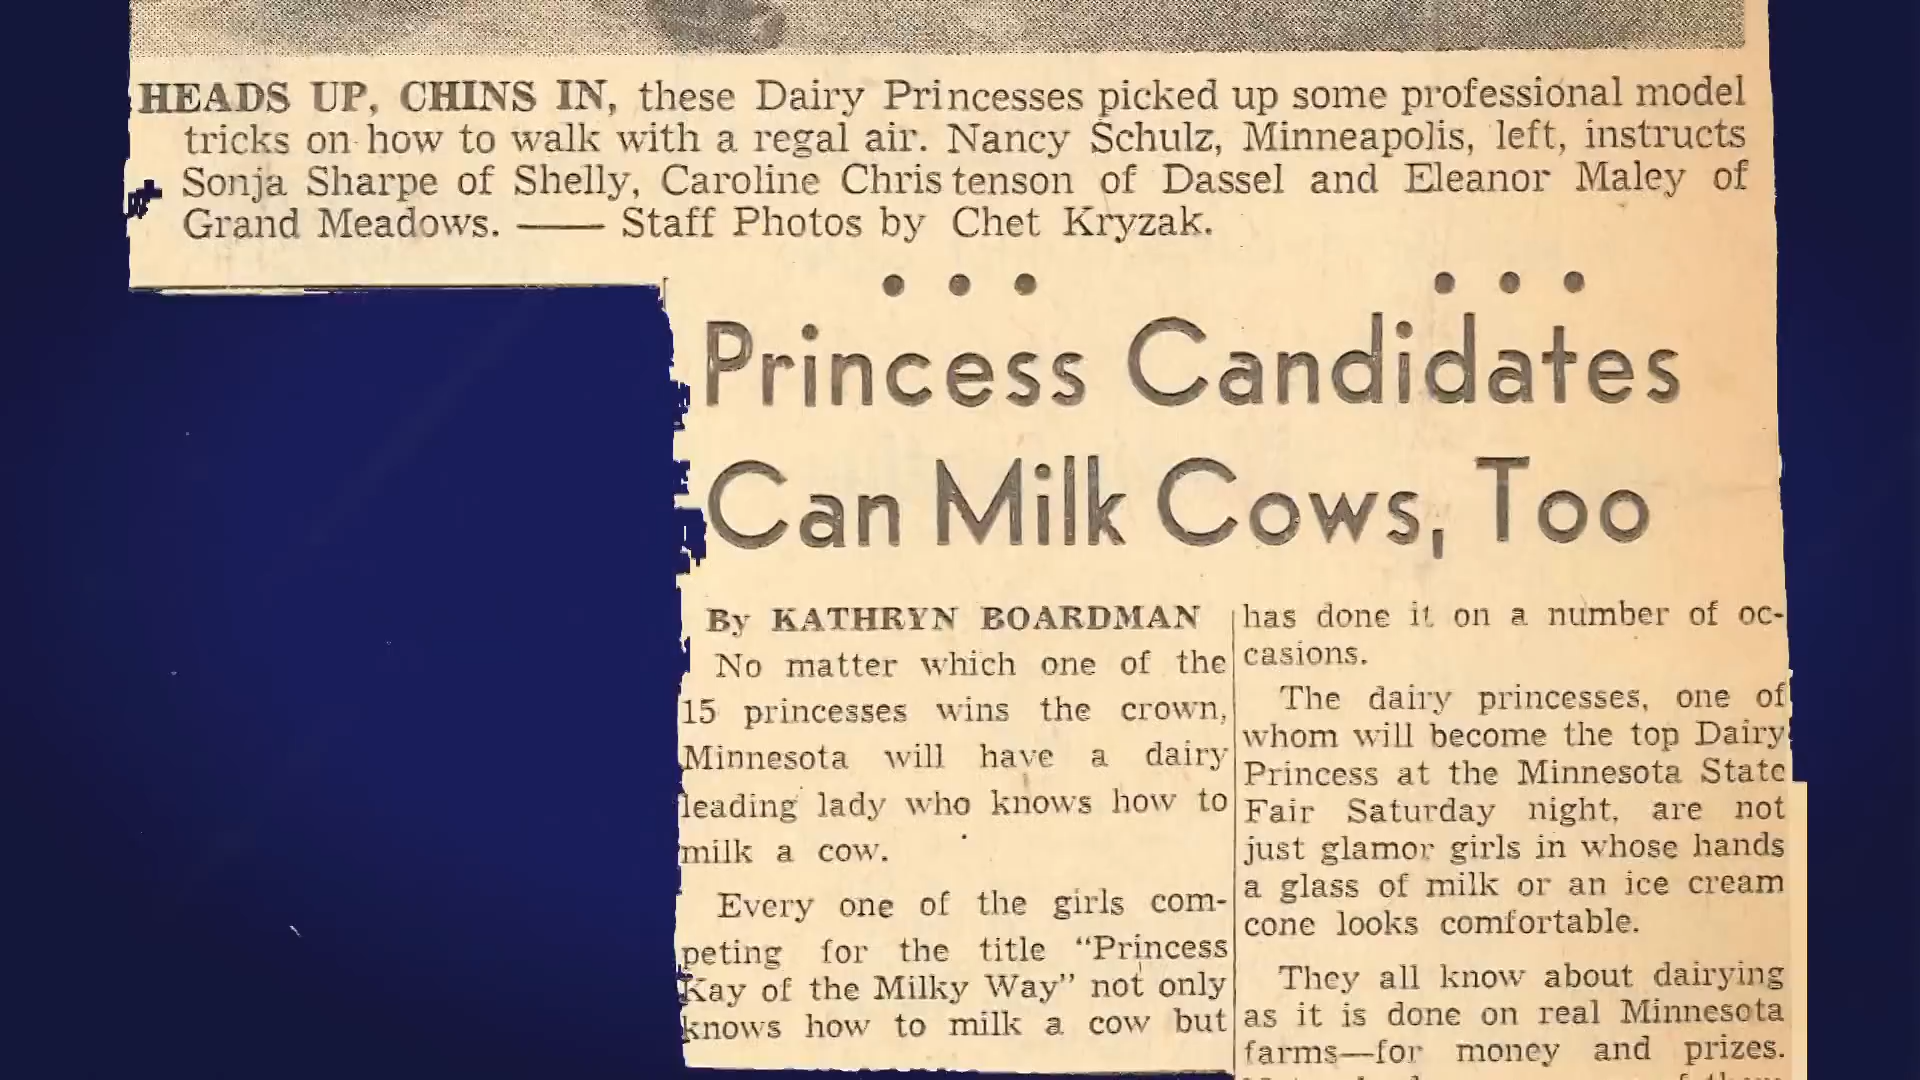 HEADS UP, CHINS IN, these Dairy Princesses picked up some professional model
tricks on how to walk with a regal air. Nancy Schulz, Minneapolis, left, instructs
Sonja Sharpe of Shelly, Caroline Christenson of Dassel and Eleanor Maley of
Grand Meadows. —— Staff Photos by Chet Kryzak.
• • • • • •
Princess Candidates
Can Milk Cows, Too
By KATHRYN BOARDMAN
No matter which one of the
15 princesses wins the crown,
Minnesota will have a dairy
leading lady who knows how to
milk a cow.
Every one of the girls com-
peting for the title “Princess
Kay of the Milky Way” not only
knows how to milk a cow but
has done it on a number of oc-
casions.
The dairy princesses, one of
whom will become the top Dairy
Princess at the Minnesota State
Fair Saturday night, are not
just glamor girls in whose hands
a glass of milk or an ice cream
cone looks comfortable.
They all know about dairying
as it is done on real Minnesota
farms—for money and prizes.